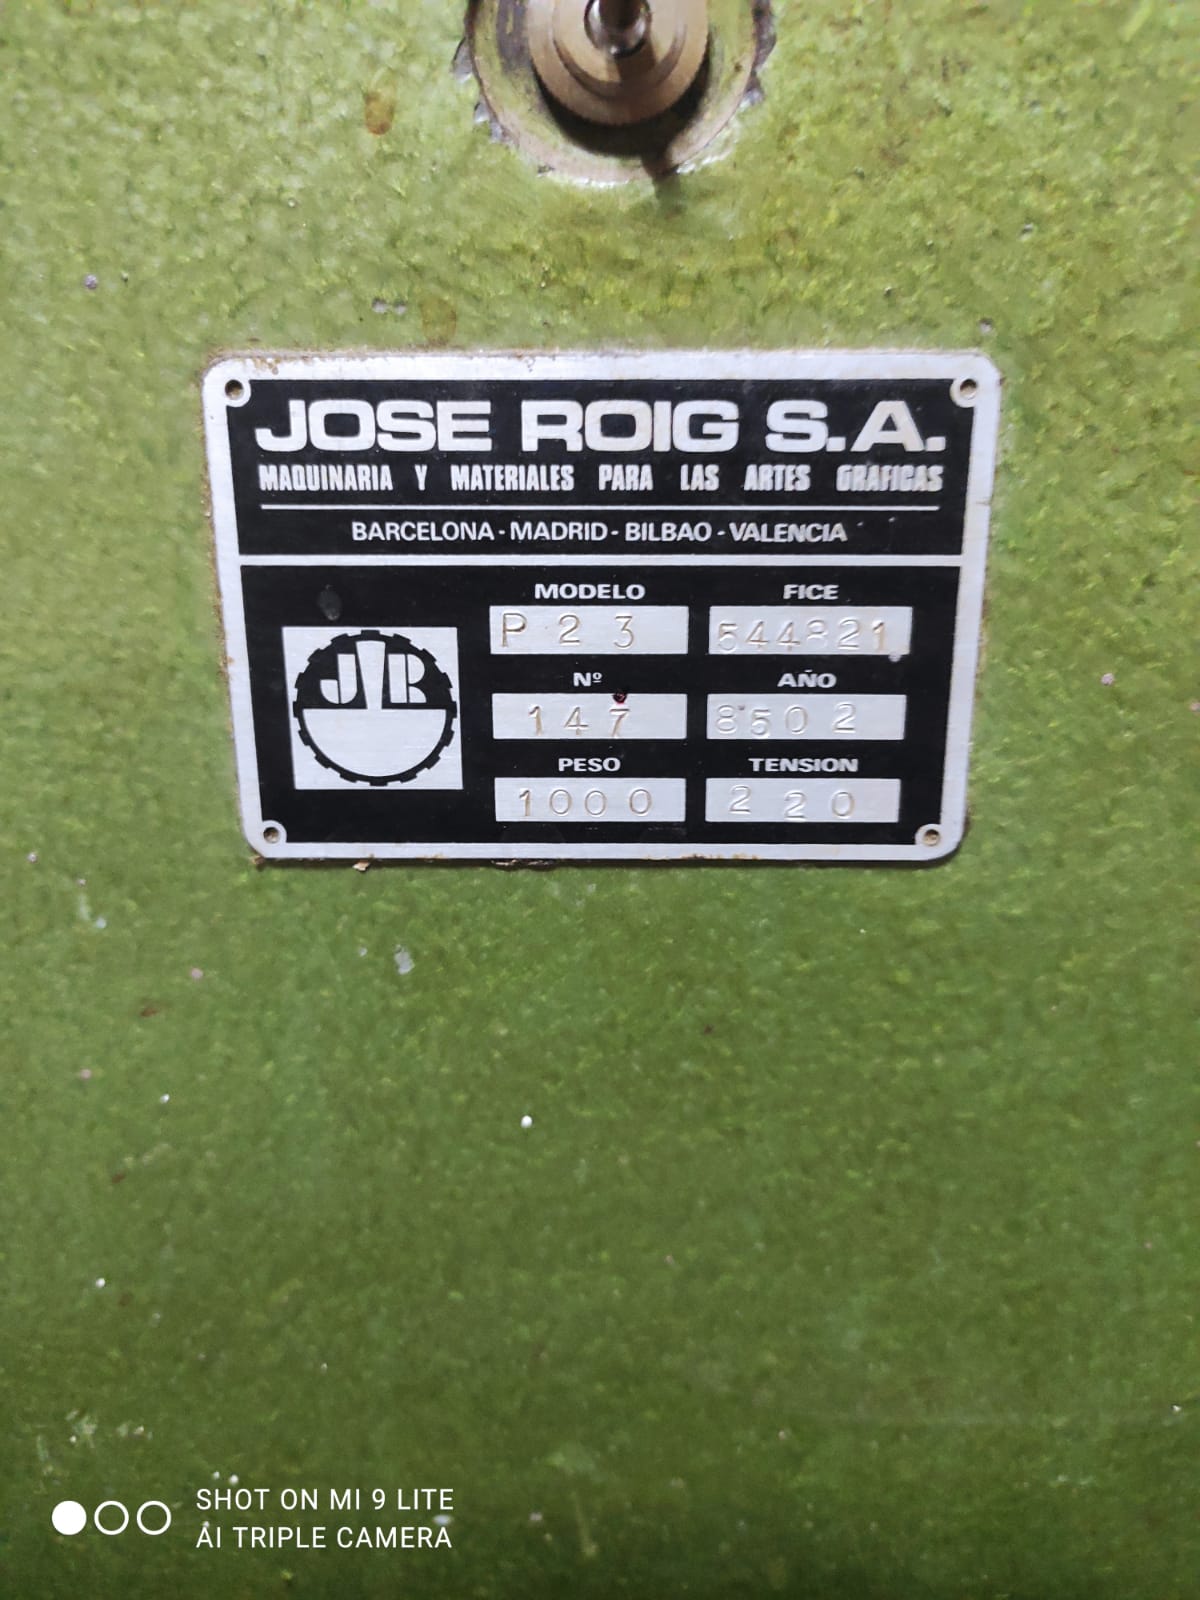 JOSE ROIG S.A.
MAQUINARIA Y MATERIALES PARA LAS ARTES GRAFICAS
BARCELONA - MADRID - BILBAO - VALENCIA
MODELO FICE
P 2 3 544821
Nº AÑO
147 8502
PESO TENSION
1000 220
JR
SHOT ON MI 9 LITE
AI TRIPLE CAMERA